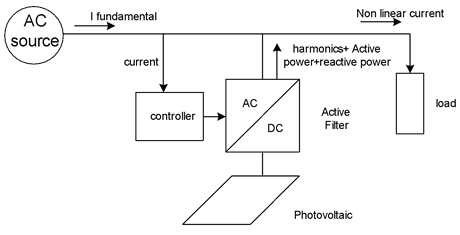 I fundamental
Non linear current
AC
source
current
harmonics+ Active
power+reactive power
controller
AC
DC
Active
Filter
load
Photovoltaic